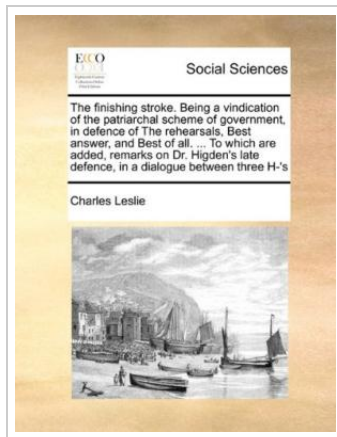 ECCO
Social Sciences
The finishing stroke. Being a vindication
of the patriarchal scheme of government,
in defence of The rehearsals, Best
answer, and Best of all. ... To which are
added, remarks on Dr. Higden's late
defence, in a dialogue between three H-'s
Charles Leslie